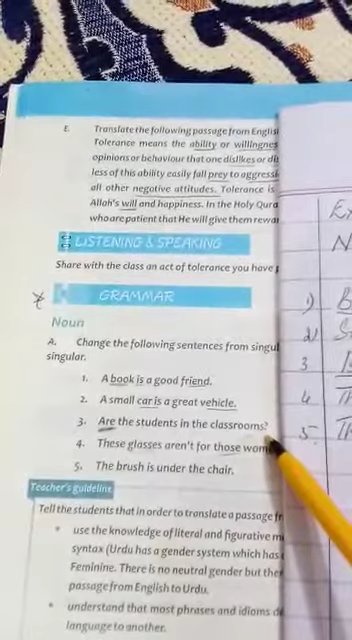 E. Translate the following passage from Englis
Tolerance means the ability or willingnes
opinions or behaviour that one dislikes or dis
less of this ability easily fall prey to aggressi
all other negative attitudes. Tolerance is
Allah's will and happiness. In the Holy Qura
who are patient that He will give them rewar
LISTENING & SPEAKING
Share with the class an act of tolerance you have
GRAMMAR
Noun
A. Change the following sentences from singul
singular.
1. A book is a good friend.
2. A small car is a great vehicle.
3. Are the students in the classrooms?
4. These glasses aren't for those wom
5. The brush is under the chair.
Teacher's guideline
Tell the students that in order to translate a passage fr
• use the knowledge of literal and figurative m
syntax (Urdu has a gender system which has
Feminine. There is no neutral gender but the
passage from English to Urdu.
• understand that most phrases and idioms d
language to another.
Ex
N
1)
2)
3
4
5.